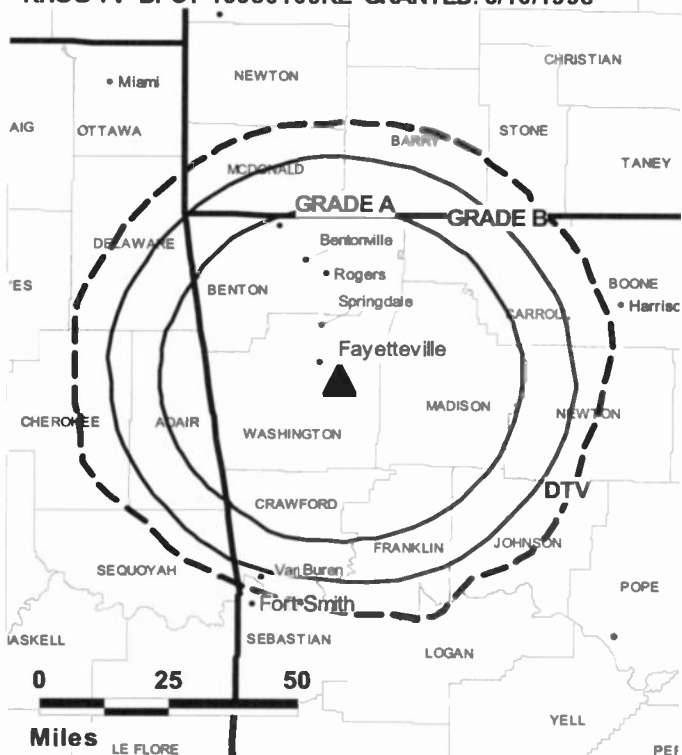 GRANTED:
CHRISTIAN
NEWTON
Miami
AIG
OTTAWA
BARRY
STONE
TANEY
MCDONALD
GRADE A
GRADE B
DELAWARE
Bentonville
Rogers
'ES
BENTON
BOONE
Springdale
Harrisc
CARROLL
Fayetteville
MADISON
NEWTON
CHEROKEE
ADAIR
WASHINGTON
DTV
CRAWFORD
FRANKLIN
JOHNSON
SEQUOYAH
Van Buren
POPE
Fort Smith
IASKELL
SEBASTIAN
LOGAN
0 25 50
Miles
YELL
LE FLORE
PEF